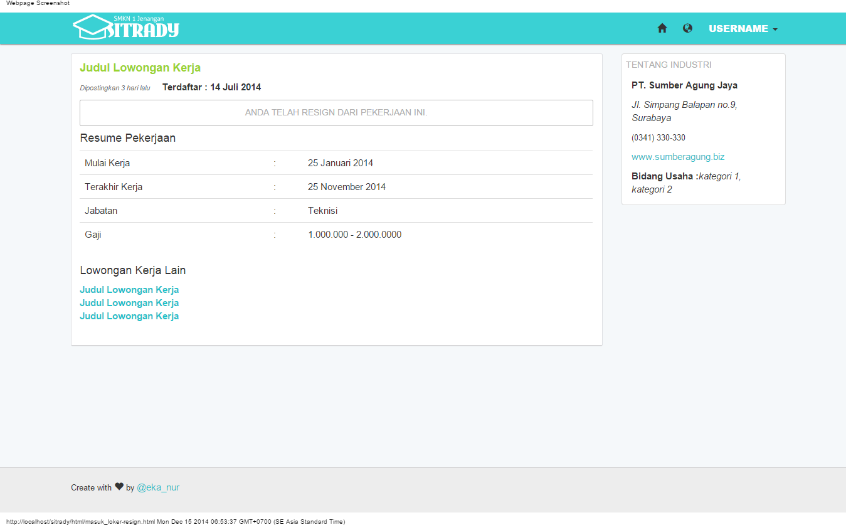 Webpage Screenshot
SMKN 1 Jenangan
SITRADY
USERNAME
Judul Lowongan Kerja
Dipostingkan 3 hari lalu Terdaftar : 14 Juli 2014
ANDA TELAH RESIGN DARI PEKERJAAN INI
Resume Pekerjaan
Mulai Kerja : 25 Januari 2014
Terakhir Kerja : 25 November 2014
Jabatan : Teknisi
Gaji : 1.000.000 - 2.000.0000
Lowongan Kerja Lain
Judul Lowongan Kerja
Judul Lowongan Kerja
Judul Lowongan Kerja
TENTANG INDUSTRI
PT. Sumber Agung Jaya
Jl. Simpang Balapan no.9,
Surabaya
(0341) 330-330
www.sumberagung.biz
Bidang Usaha :kategori 1,
kategori 2
Create with ♥ by @eka_nur
http://localhost/sitrady/html/masuk_loker-resign.html Mon Dec 15 2014 06:53:37 GMT+0700 (SE Asia Standard Time)